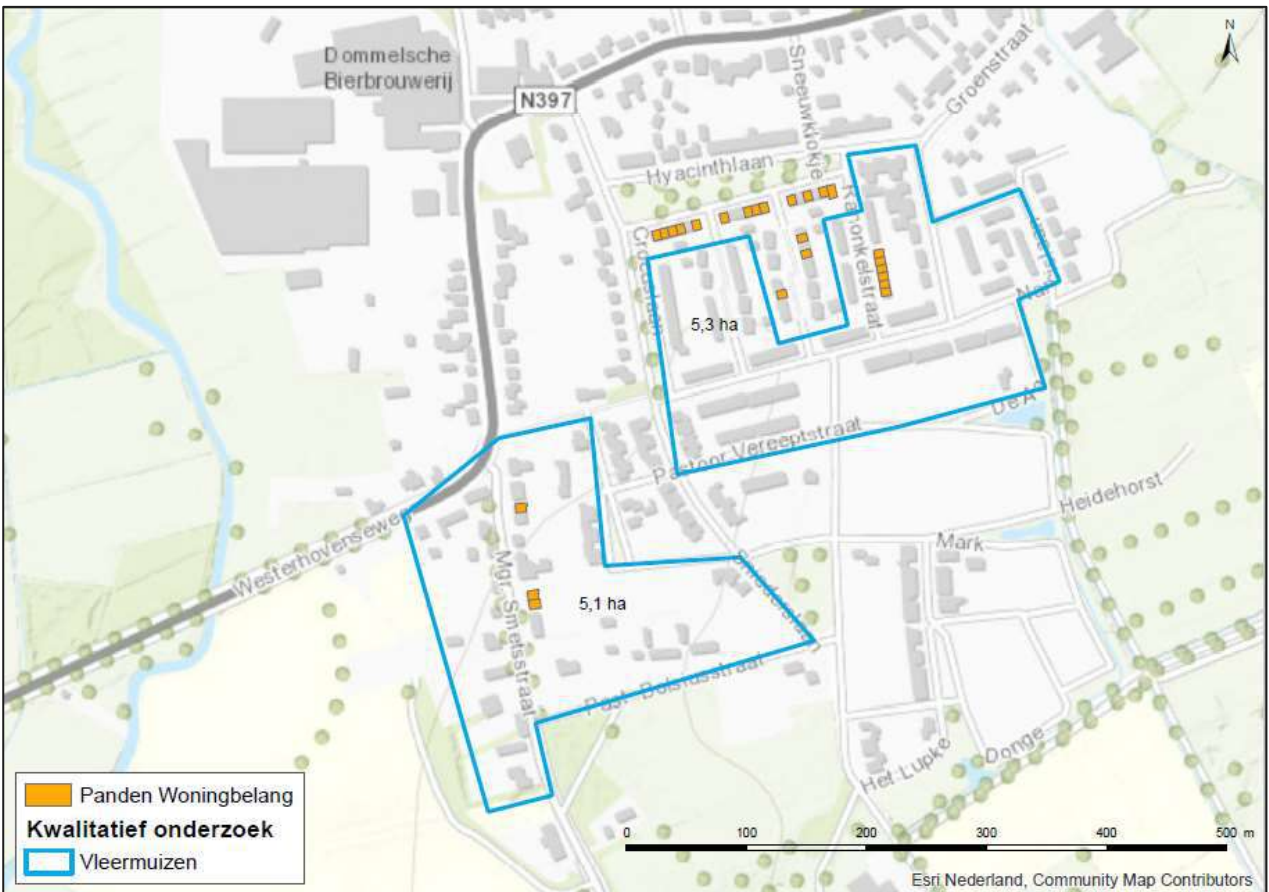 N
Dommelsche
Bierbrouwerij
N397
Sneeuwklokje
Groenstraat
Hyacinthlaan
Ranonkelstraat
5,3 ha
Pastoor Vereeptstraat
De A
Westerhovenseweg
Heidehorst
Mark
Mgr. Smetsstraat
5,1 ha
Past. Bolsiusstraat
Het Lupke
Donge
Panden Woningbelang
Kwalitatief onderzoek
Vleermuizen
0 100 200 300 400 500 m
Esri Nederland, Community Map Contributors